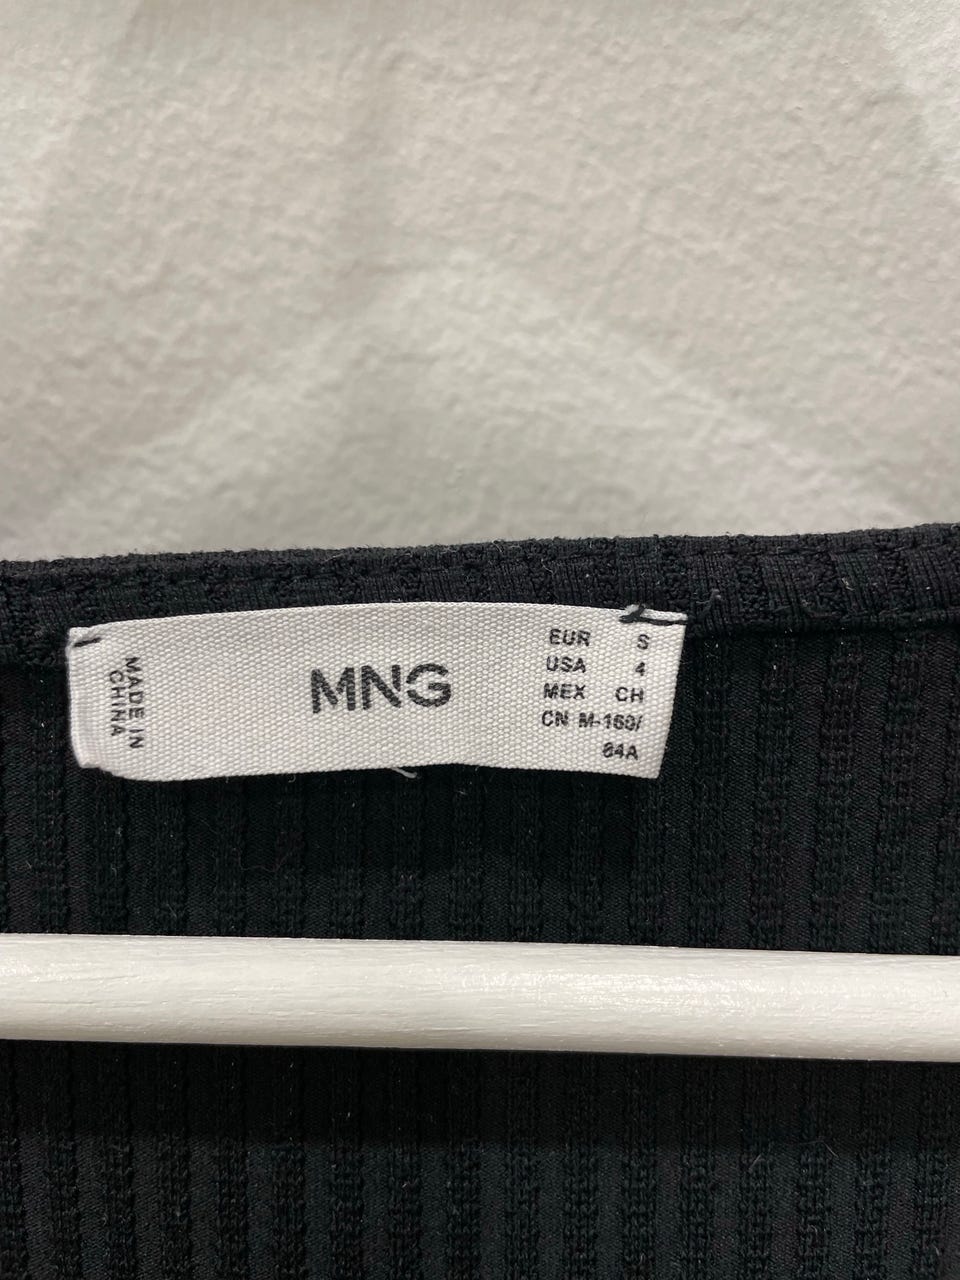 MADE IN
CHINA
MNG
EUR S
USA 4
MEX CH
CN M-160/
84A